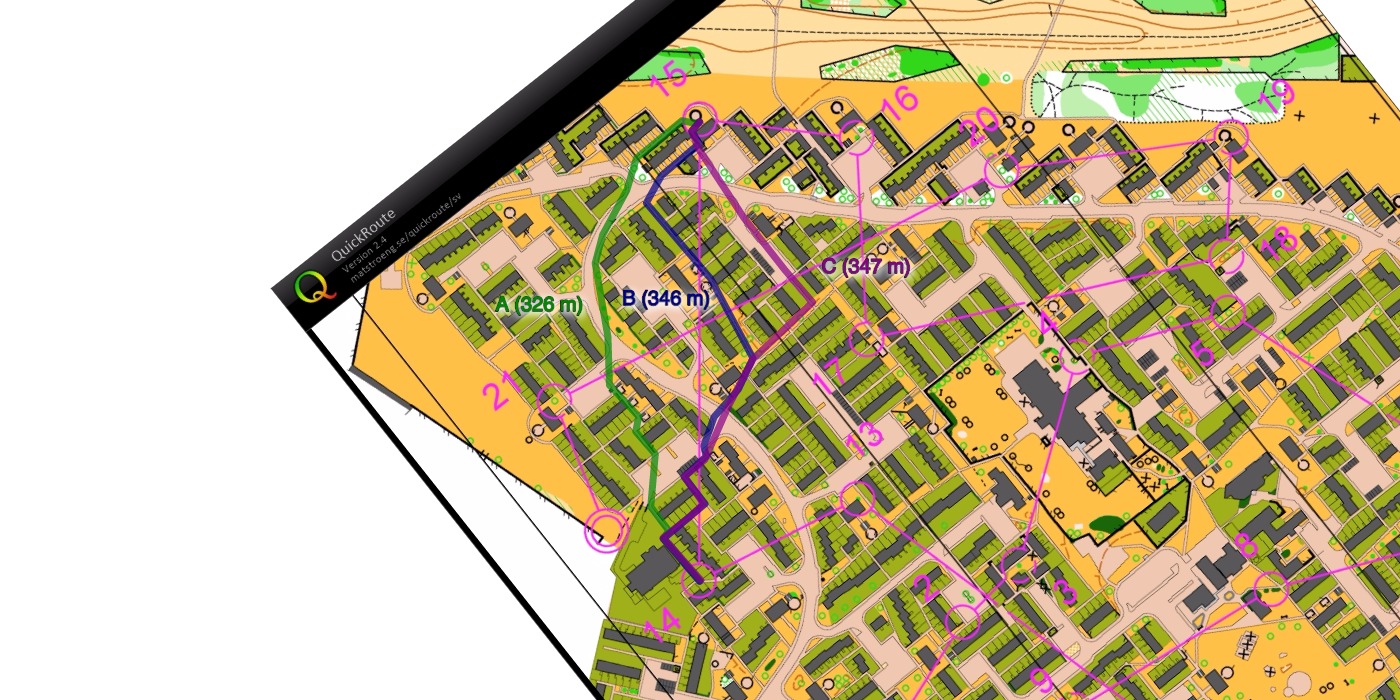 15
16
19
20
QuickRoute
Version 2.4
matstroeng.se/quickroute/sv
Q
18
A (326 m)
B (346 m)
C (347 m)
21
17
4
5
13
14
2
3
8
9